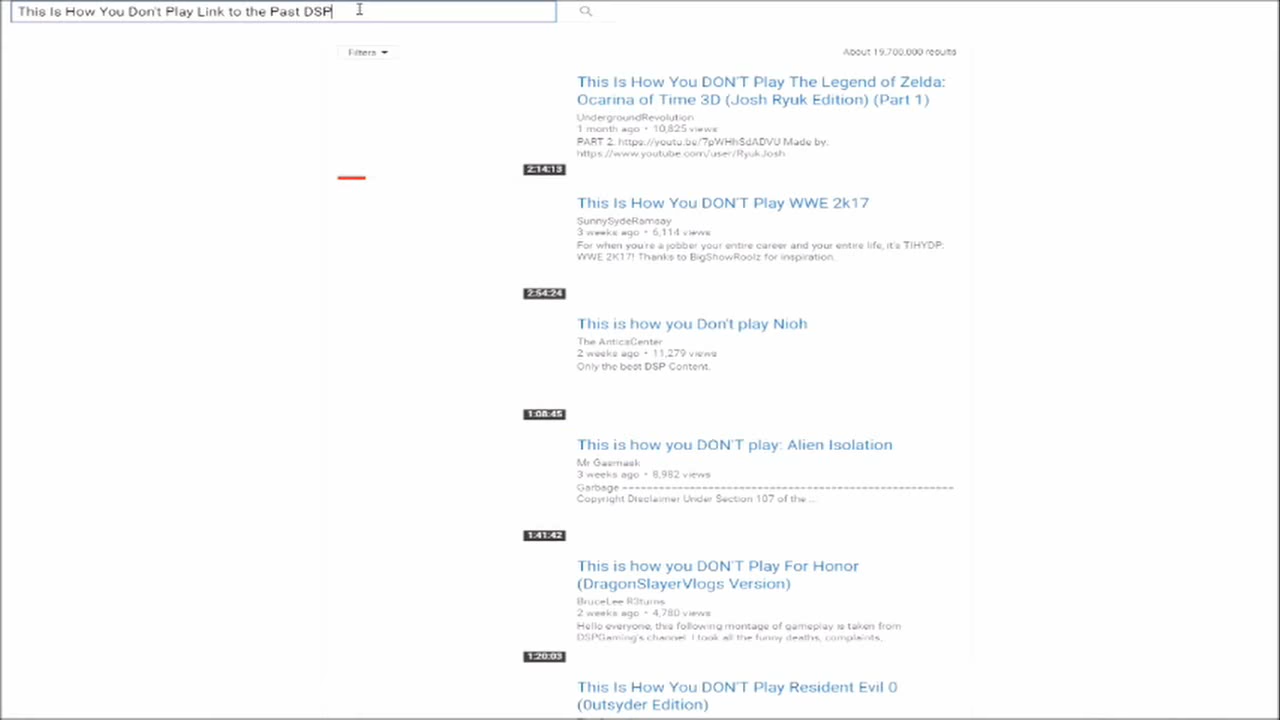 This Is How You Don't Play Link to the Past DSP
Filters
About 19,700,000 results
This Is How You DON'T Play The Legend of Zelda:
Ocarina of Time 3D (Josh Ryuk Edition) (Part 1)
UndergroundRevolution
1 month ago • 10,825 views
PART 2: https://youtu.be/7pWHhSdADVU Made by:
https://www.youtube.com/user/RyukJosh
2:14:13
This Is How You DON'T Play WWE 2k17
SunnySydeRamsay
3 weeks ago • 6,114 views
For when you're a jobber your entire career and your entire life, it's TIHYDP:
WWE 2K17! Thanks to BigShowRoolz for inspiration.
2:54:24
This is how you Don't play Nioh
The AnticsCenter
2 weeks ago • 11,279 views
Only the best DSP Content.
1:08:45
This is how you DON'T play: Alien Isolation
Mr Gasmask
3 weeks ago • 8,982 views
Garbage ----------------------------------------------------------------
Copyright Disclaimer Under Section 107 of the ...
1:41:42
This is how you DON'T Play For Honor
(DragonSlayerVlogs Version)
BruceLee R3turns
2 weeks ago • 4,780 views
Hello everyone, this following montage of gameplay is taken from
DSPGaming's channel. I took all the funny deaths, complaints,
1:20:03
This Is How You DON'T Play Resident Evil 0
(0utsyder Edition)